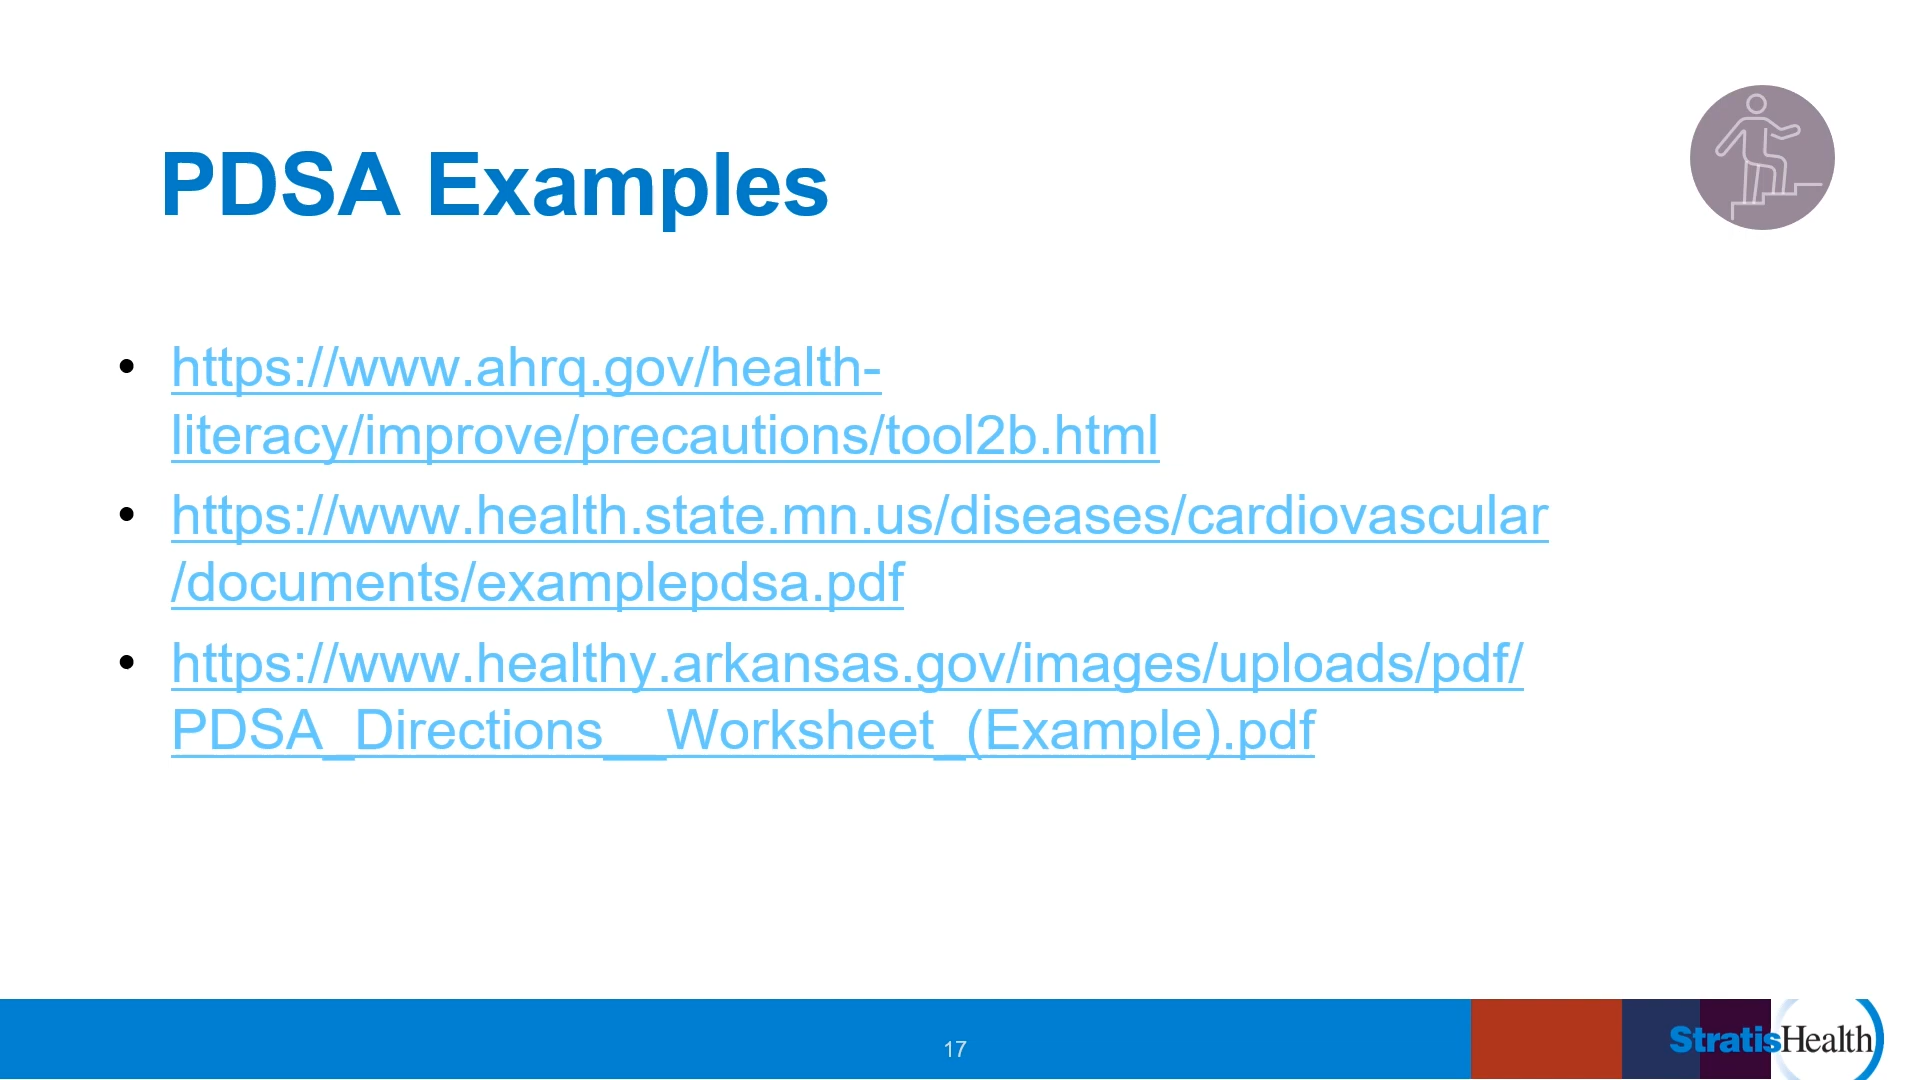 PDSA Examples
• https://www.ahrq.gov/health-
literacy/improve/precautions/tool2b.html
• https://www.health.state.mn.us/diseases/cardiovascular
/documents/examplepdsa.pdf
• https://www.healthy.arkansas.gov/images/uploads/pdf/
PDSA_Directions__Worksheet_(Example).pdf
17
StratisHealth